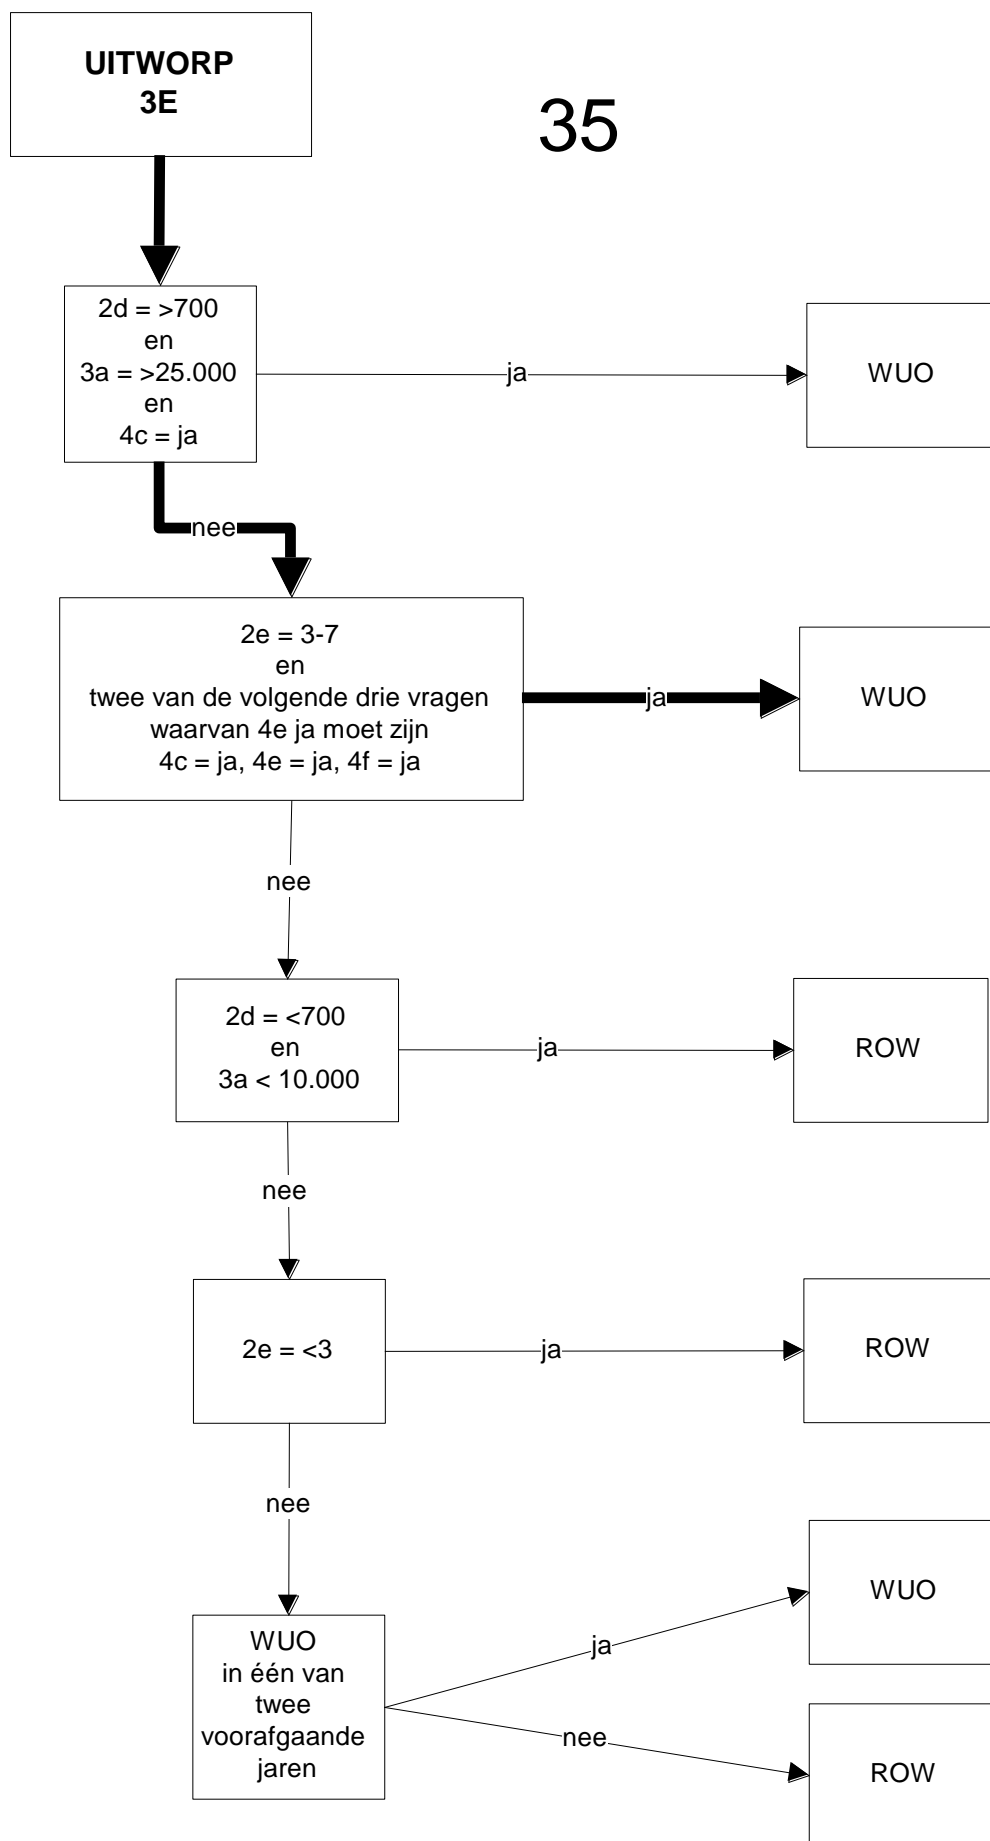 UITWORP
3E
35
2d = >700
en
3a = >25.000
en
4c = ja
ja
WUO
nee
2e = 3-7
en
twee van de volgende drie vragen
waarvan 4e ja moet zijn
4c = ja, 4e = ja, 4f = ja
ja
WUO
nee
2d = <700
en
3a < 10.000
ja
ROW
nee
2e = <3
ja
ROW
nee
WUO
in één van
twee
voorafgaande
jaren
ja
WUO
nee
ROW